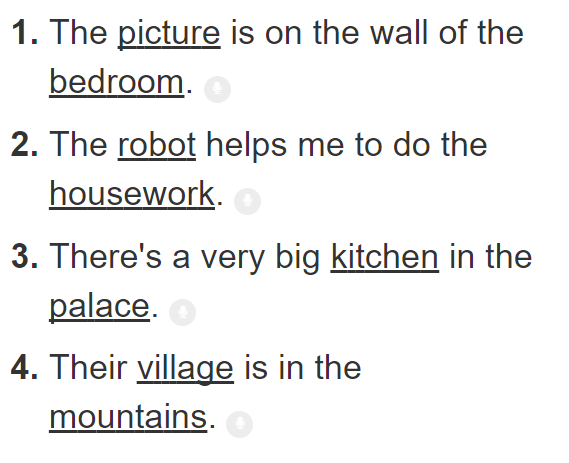 1. The picture is on the wall of the
bedroom.
2. The robot helps me to do the
housework.
3. There's a very big kitchen in the
palace.
4. Their village is in the
mountains.